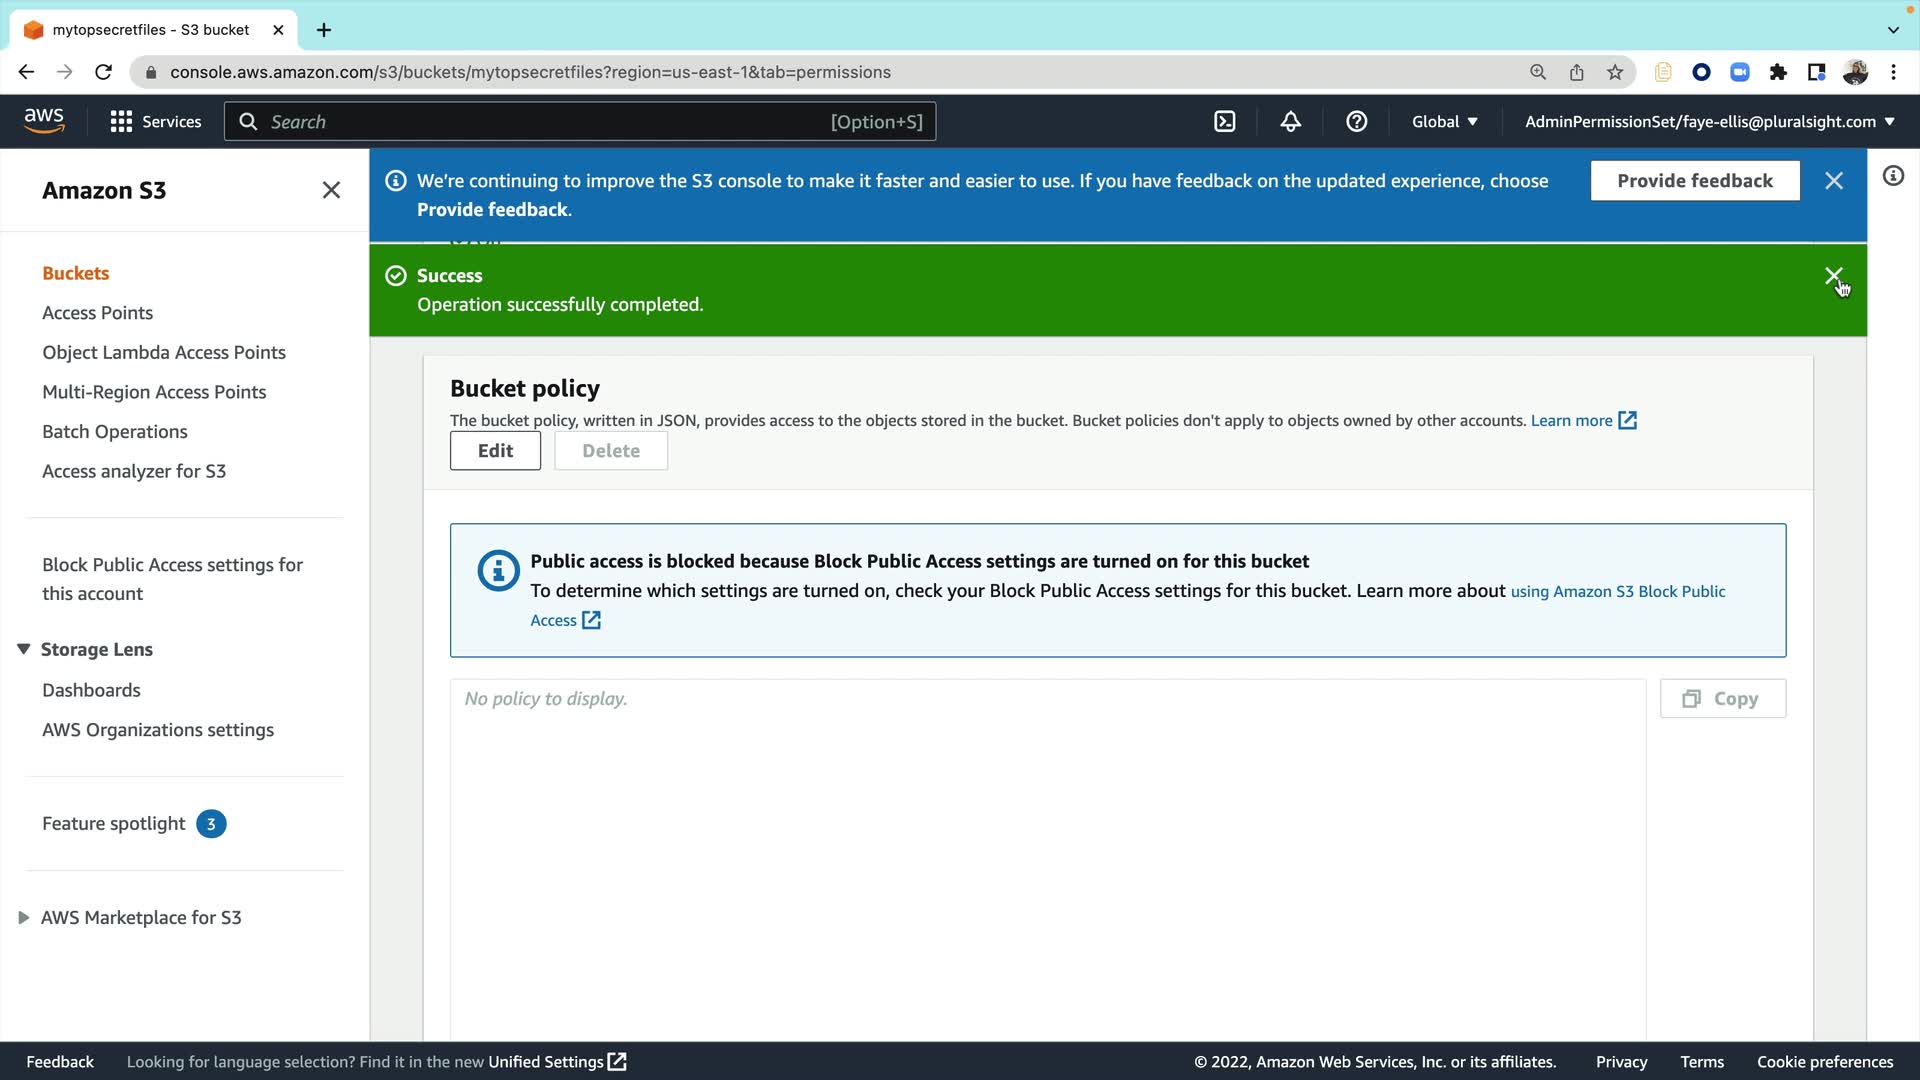 mytopsecretfiles - S3 bucket
console.aws.amazon.com/s3/buckets/mytopsecretfiles?region=us-east-1&tab=permissions
aws
Services
Search
[Option+S]
Global
AdminPermissionSet/faye-ellis@pluralsight.com
Amazon S3
Buckets
Access Points
Object Lambda Access Points
Multi-Region Access Points
Batch Operations
Access analyzer for S3
Block Public Access settings for
this account
Storage Lens
Dashboards
AWS Organizations settings
Feature spotlight 3
AWS Marketplace for S3
We're continuing to improve the S3 console to make it faster and easier to use. If you have feedback on the updated experience, choose
Provide feedback.
Provide feedback
Success
Operation successfully completed.
Bucket policy
The bucket policy, written in JSON, provides access to the objects stored in the bucket. Bucket policies don't apply to objects owned by other accounts. Learn more
Edit
Delete
Public access is blocked because Block Public Access settings are turned on for this bucket
To determine which settings are turned on, check your Block Public Access settings for this bucket. Learn more about using Amazon S3 Block Public
Access
No policy to display.
Copy
Feedback
Looking for language selection? Find it in the new Unified Settings
© 2022, Amazon Web Services, Inc. or its affiliates.
Privacy
Terms
Cookie preferences